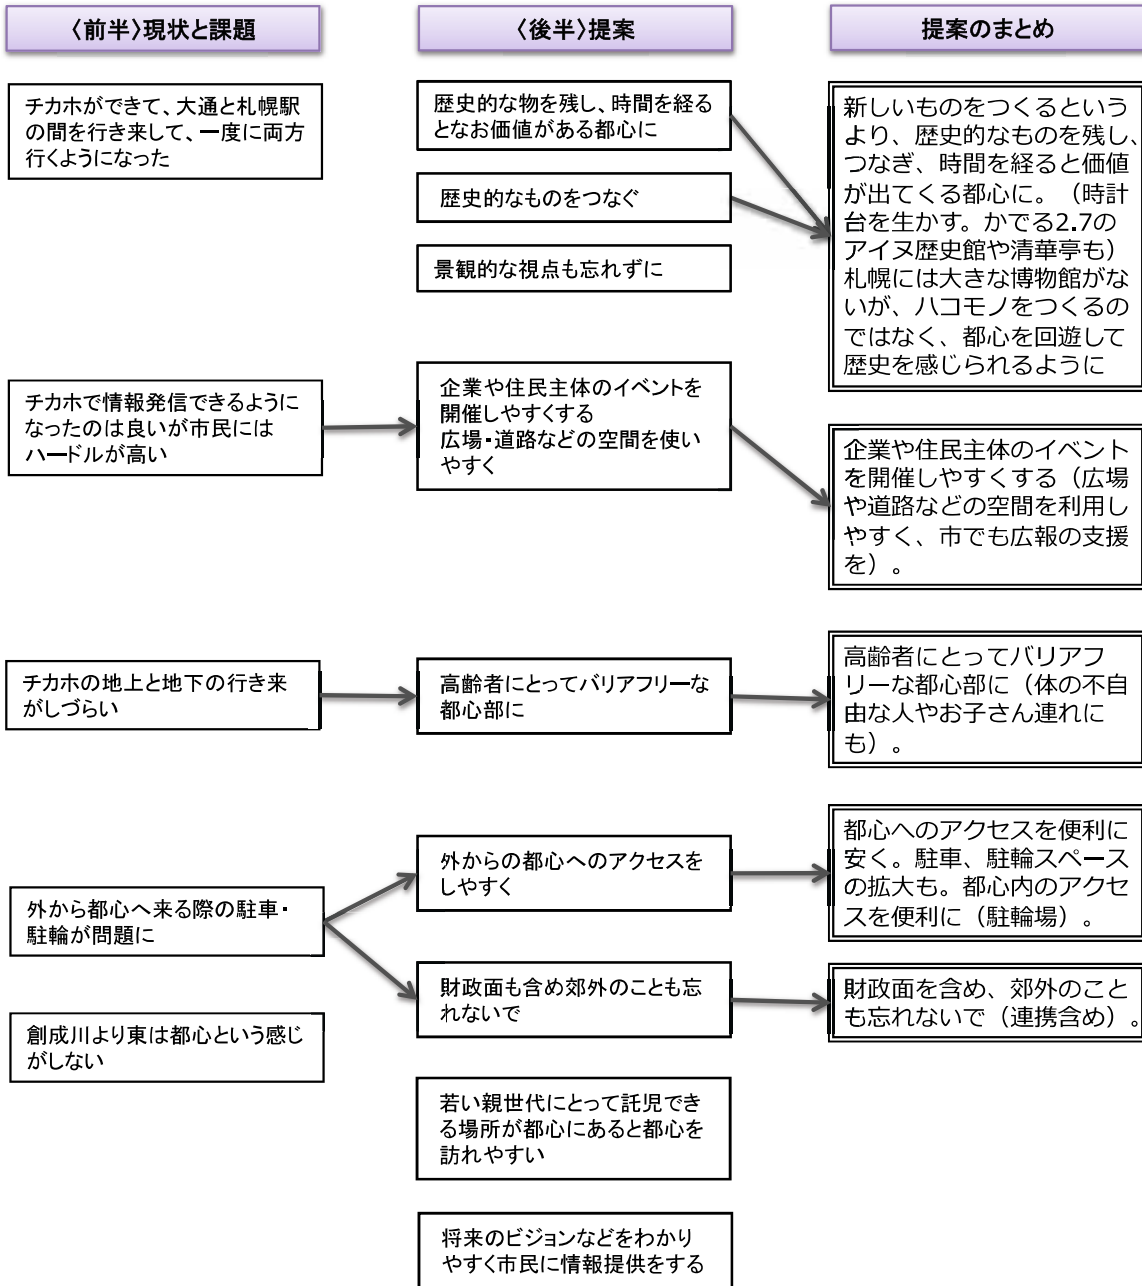 〈前半〉現状と課題
チカホができて、大通と札幌駅
の間を行き来して、一度に両方
行くようになった
チカホで情報発信できるように
なったのは良いが市民には
ハードルが高い
チカホの地上と地下の行き来
がしづらい
外から都心へ来る際の駐車・
駐輪が問題に
創成川より東は都心という感じ
がしない
〈後半〉提案
歴史的な物を残し、時間を経る
となお価値がある都心に
歴史的なものをつなぐ
景観的な視点も忘れずに
企業や住民主体のイベントを
開催しやすくする
広場・道路などの空間を使い
やすく
高齢者にとってバリアフリーな
都心部に
外からの都心へのアクセスを
しやすく
財政面も含め郊外のことも忘
れないで
若い親世代にとって託児でき
る場所が都心にあると都心を
訪れやすい
将来のビジョンなどをわかり
やすく市民に情報提供をする
提案のまとめ
新しいものをつくるという
より、歴史的なものを残し、
つなぎ、時間を経ると価値
が出てくる都心に。（時計
台を生かす。かでる2.7の
アイヌ歴史館や清華亭も）
札幌には大きな博物館がな
いが、ハコモノをつくるの
ではなく、都心を回遊して
歴史を感じられるように
企業や住民主体のイベント
を開催しやすくする（広場
や道路などの空間を利用し
やすく、市でも広報の支援
を）。
高齢者にとってバリアフ
リーな都心部に（体の不自
由な人やお子さん連れに
も）。
都心へのアクセスを便利に
安く。駐車、駐輪スペース
の拡大も。都心内のアクセ
スを便利に（駐輪場）。
財政面を含め、郊外のこと
も忘れないで（連携含め）。